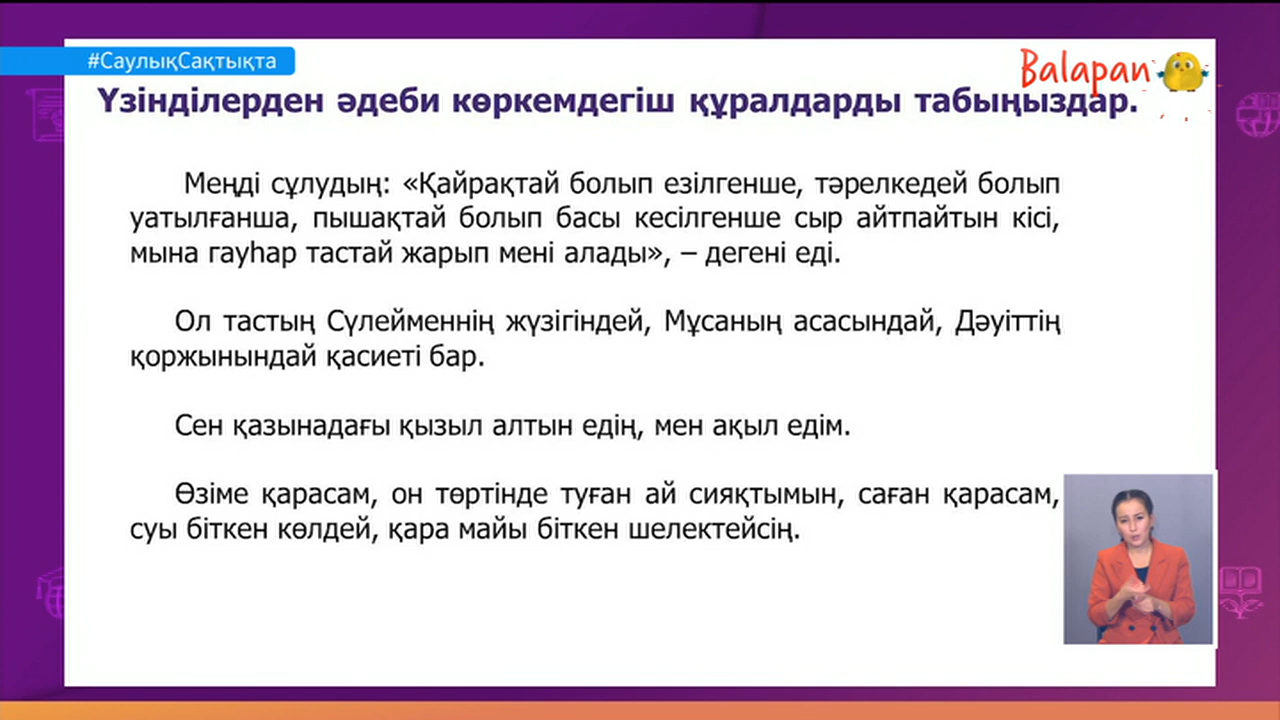 #СаулықСақтықта
Balapan
Үзінділерден әдеби көркемдегіш құралдарды табыңыздар.
Меңді сұлудың: «Қайрақтай болып езілгенше, тәрелкедей болып
уатылғанша, пышақтай болып басы кесілгенше сыр айтпайтын кісі,
мына гауһар тастай жарып мені алады», – дегені еді.
Ол тастың Сүлейменнің жүзігіндей, Мұсаның асасындай, Дәуіттің
қоржынындай қасиеті бар.
Сен қазынадағы қызыл алтын едің, мен ақыл едім.
Өзіме қарасам, он төртінде туған ай сияқтымын, саған қарасам,
суы біткен көлдей, қара майы біткен шелектейсің.